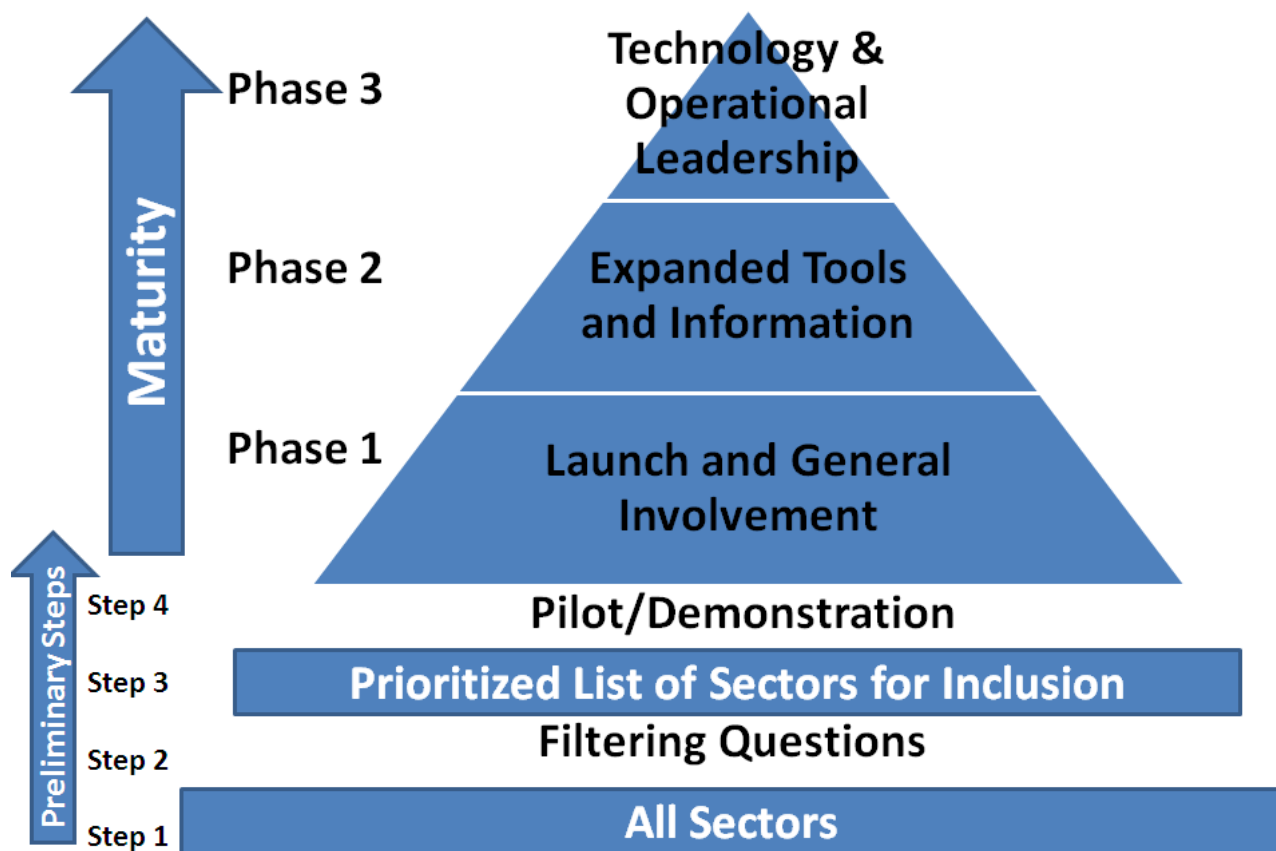 Maturity
Phase 3
Technology &
Operational
Leadership
Phase 2
Expanded Tools
and Information
Phase 1
Launch and General
Involvement
Preliminary Steps
Step 4
Pilot/Demonstration
Step 3
Prioritized List of Sectors for Inclusion
Step 2
Filtering Questions
Step 1
All Sectors